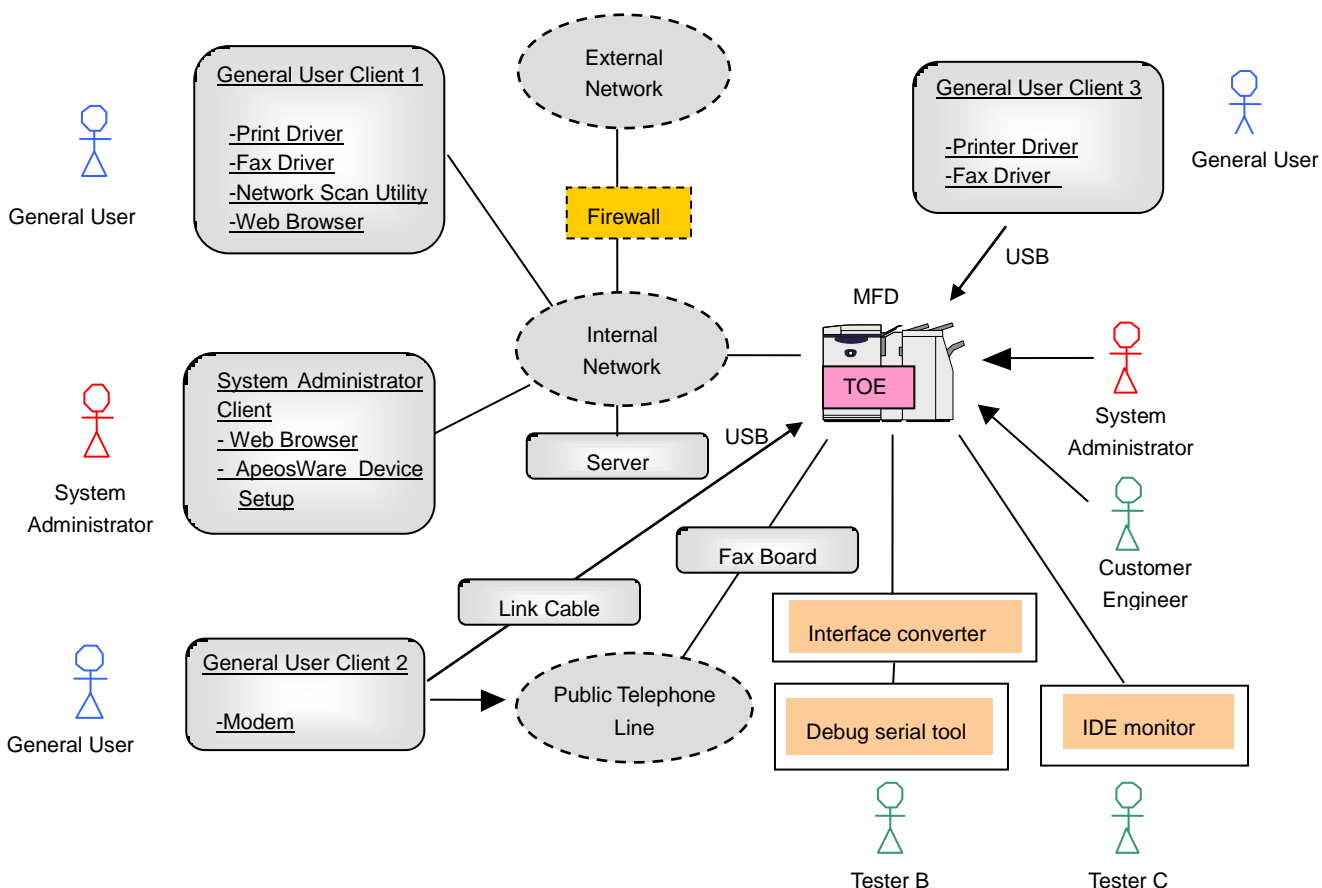 External
Network
General User Client 1
-Print Driver
-Fax Driver
-Network Scan Utility
-Web Browser
General User
Firewall
General User Client 3
-Printer Driver
-Fax Driver
General User
USB
MFD
TOE
Internal
Network
System Administrator
Client
- Web Browser
- ApeosWare Device
Setup
System
Administrator
Server
USB
System
Administrator
Fax Board
Customer
Engineer
Link Cable
Interface converter
General User Client 2
-Modem
General User
Public Telephone
Line
Debug serial tool
IDE monitor
Tester B
Tester C